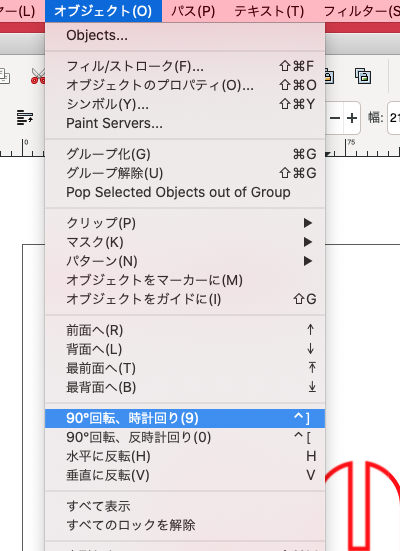 ー(L) オブジェクト(O) パス(P) テキスト(T) フィルター(S
Objects...
フィル/ストローク(F)... ⇧⌘F
オブジェクトのプロパティ(O)... ⇧⌘O
シンボル(Y)... ⇧⌘Y
Paint Servers...
幅: 21
グループ化(G) ⌘G
0 75
グループ解除(U) ⇧⌘G
Pop Selected Objects out of Group
クリップ(P) ▶
マスク(K) ▶
パターン(N) ▶
オブジェクトをマーカーに(M)
オブジェクトをガイドに(I) ⇧G
前面へ(R) ↑
背面へ(L) ↓
最前面へ(T) ⤒
最背面へ(B) ⤓
90°回転、時計回り(9) ^ ]
90°回転、反時計回り(0) ^ [
水平に反転(H) H
垂直に反転(V) V
すべて表示
すべてのロックを解除